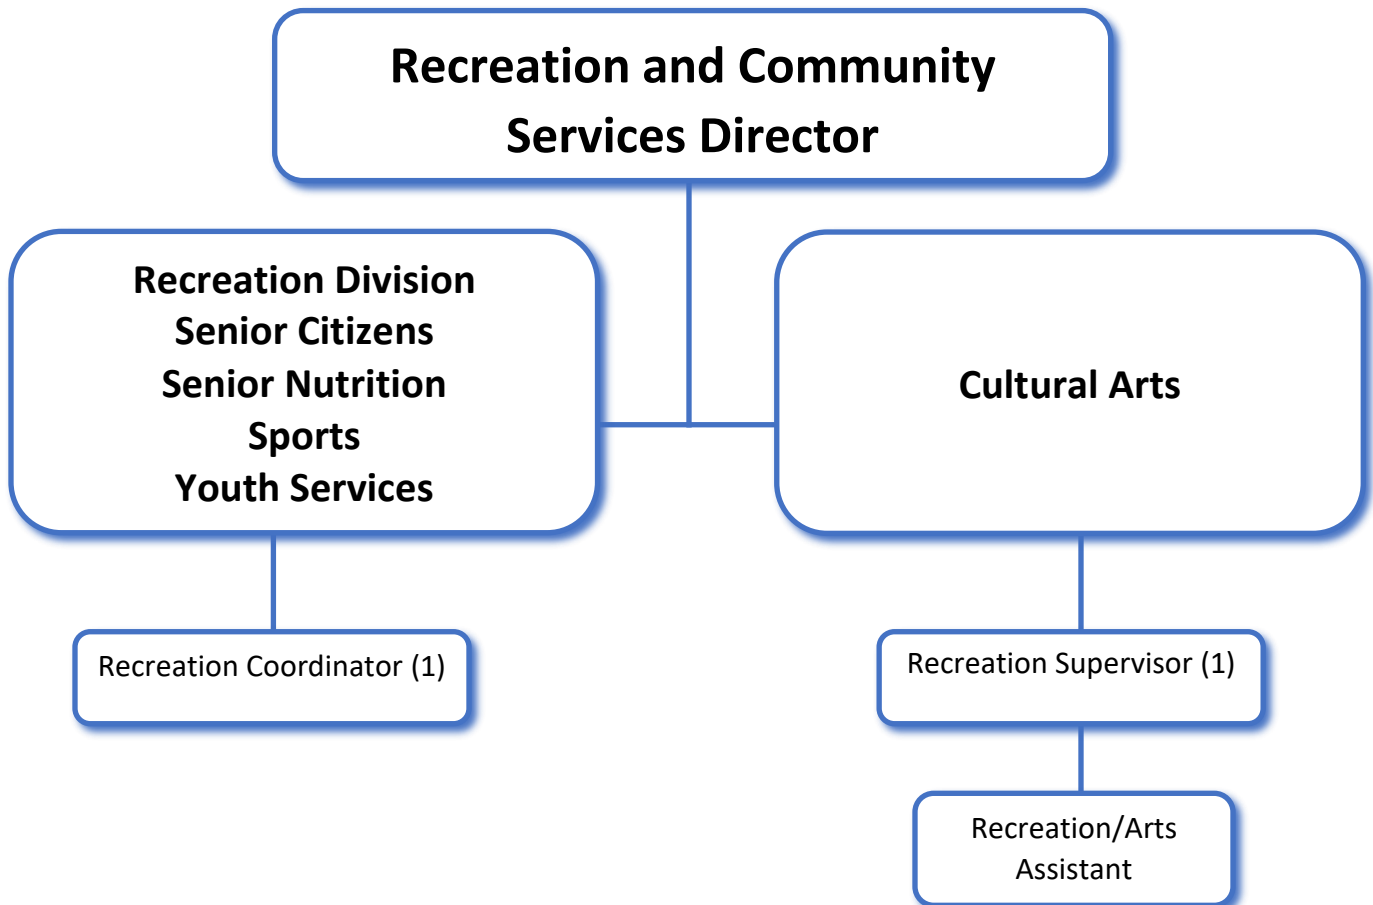 Recreation and Community
Services Director
Recreation Division
Senior Citizens
Senior Nutrition
Sports
Youth Services
Cultural Arts
Recreation Coordinator (1)
Recreation Supervisor (1)
Recreation/Arts
Assistant